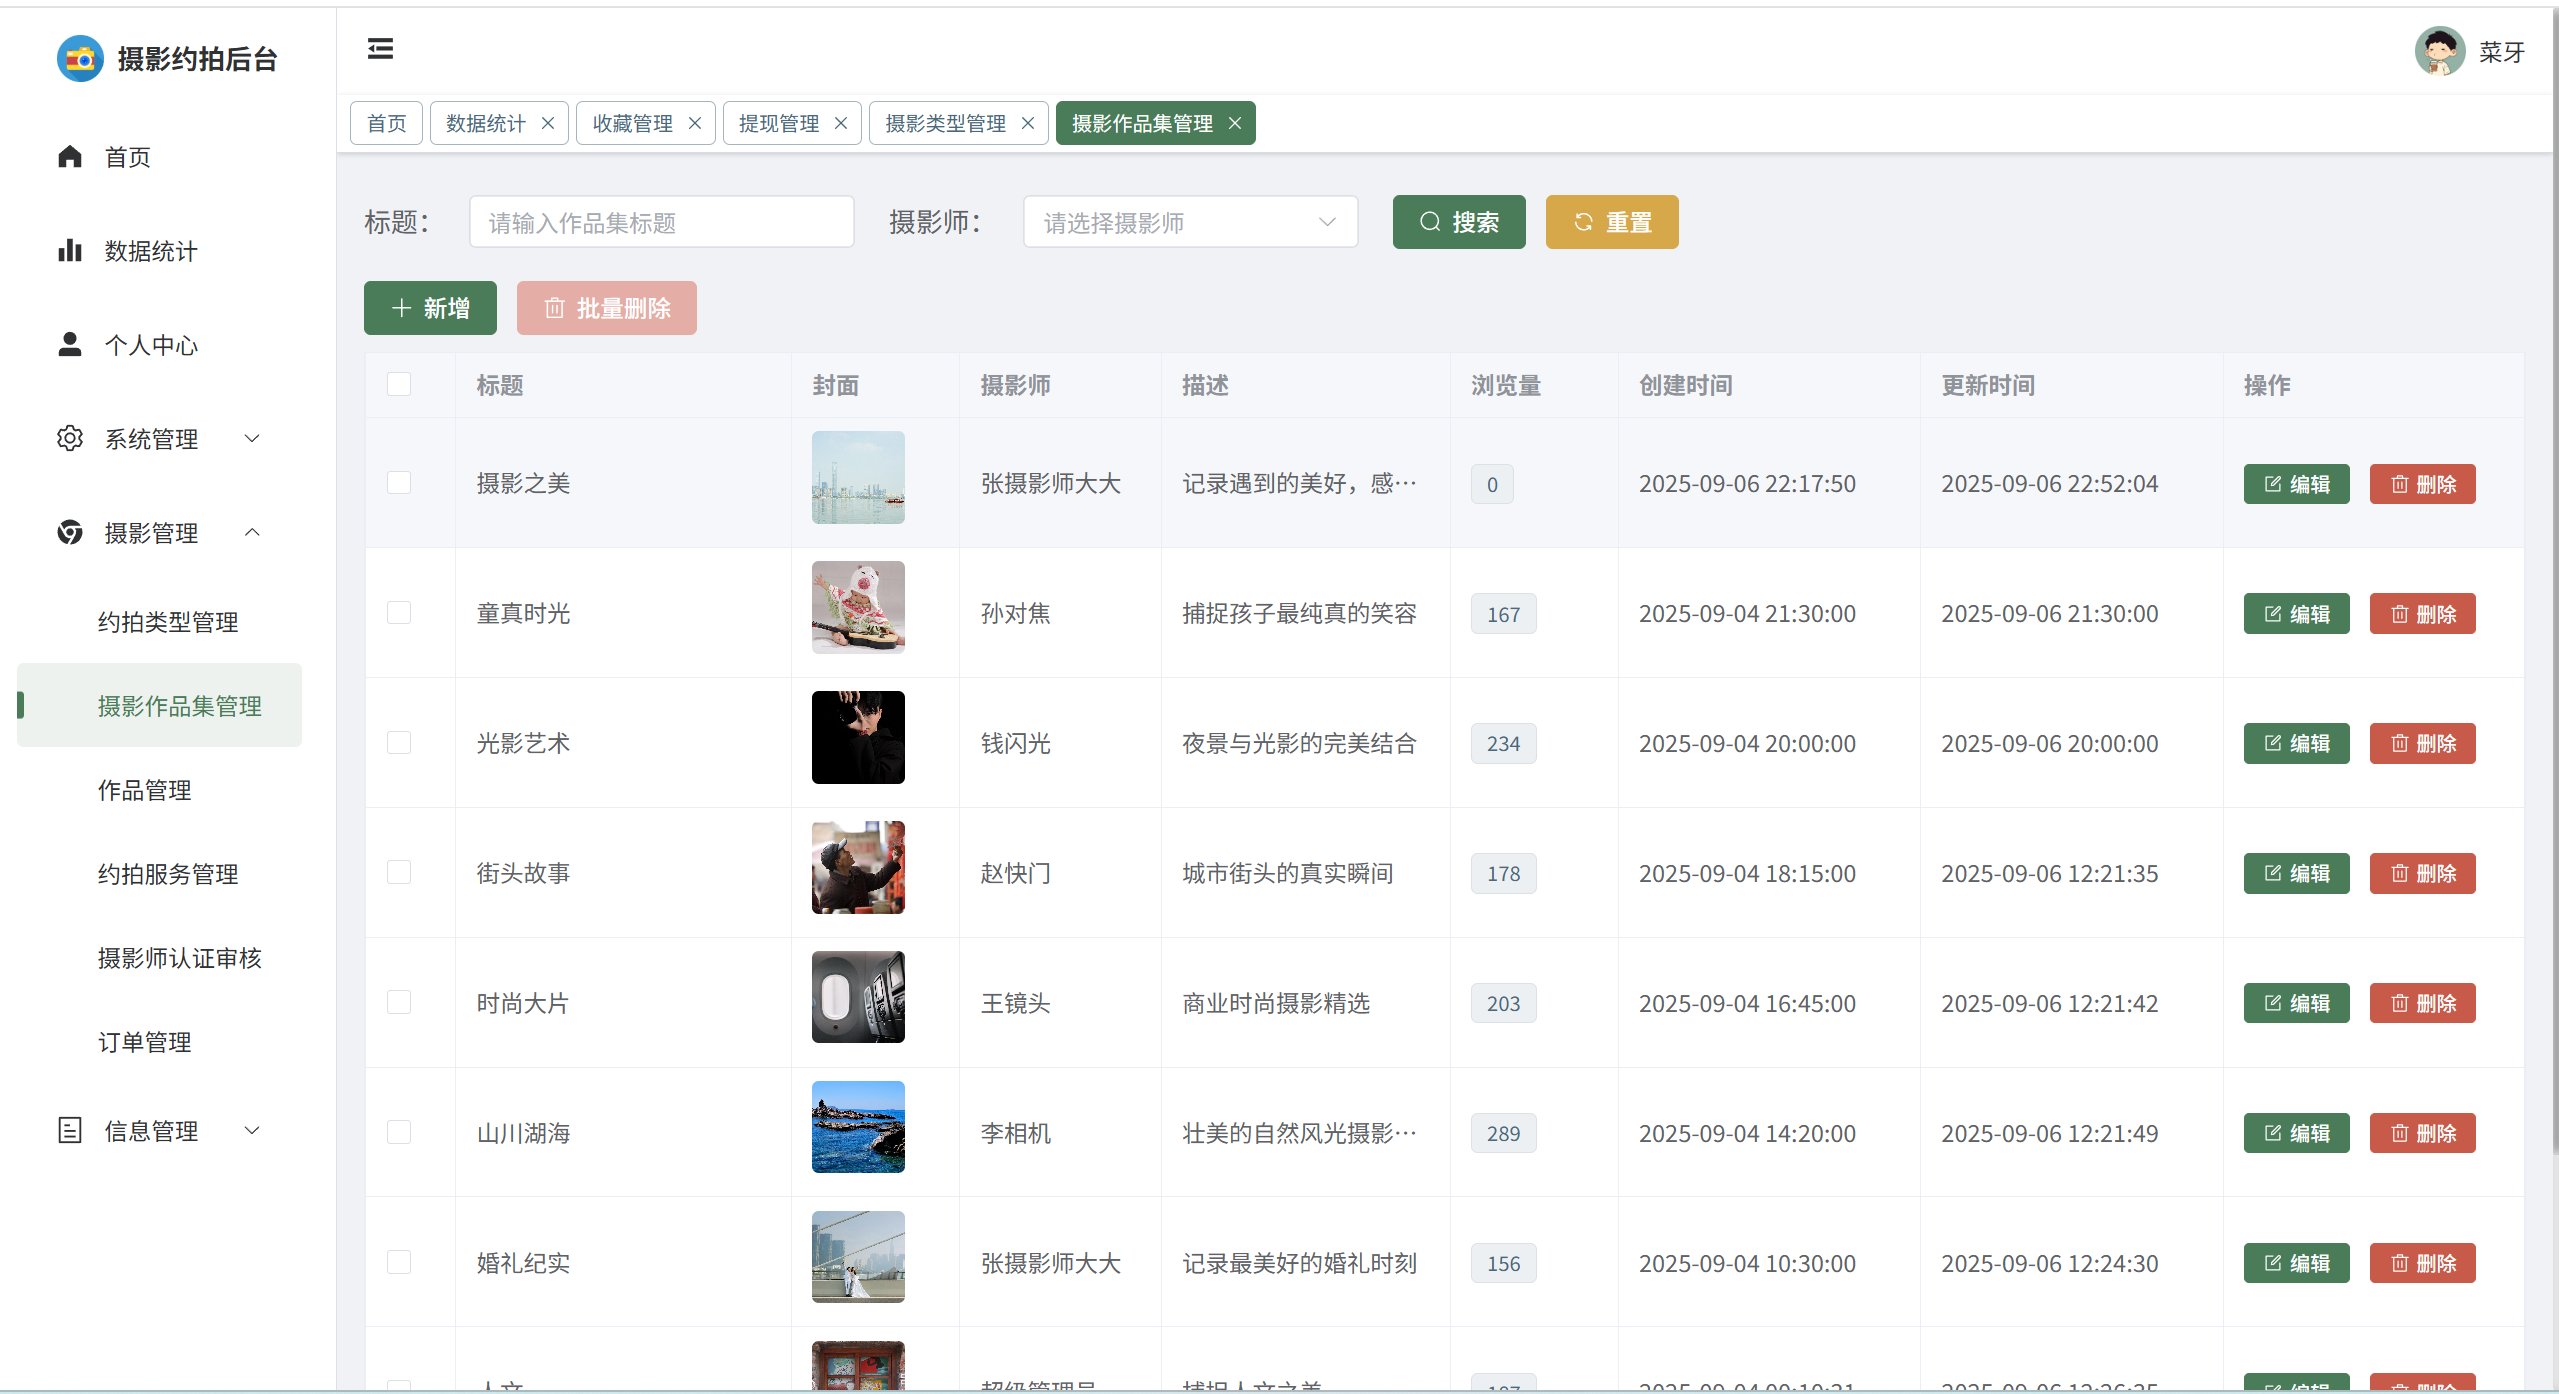 摄影约拍后台
菜牙
首页 数据统计 收藏管理 提现管理 摄影类型管理 摄影作品集管理
首页
数据统计
个人中心
系统管理
摄影管理
约拍类型管理
摄影作品集管理
作品管理
约拍服务管理
摄影师认证审核
订单管理
信息管理
标题： 请输入作品集标题 摄影师： 请选择摄影师 搜索 重置
新增 批量删除
标题 封面 摄影师 描述 浏览量 创建时间 更新时间 操作
摄影之美 张摄影师大大 记录遇到的美好，感… 0 2025-09-06 22:17:50 2025-09-06 22:52:04 编辑 删除
童真时光 孙对焦 捕捉孩子最纯真的笑容 167 2025-09-04 21:30:00 2025-09-06 21:30:00 编辑 删除
光影艺术 钱闪光 夜景与光影的完美结合 234 2025-09-04 20:00:00 2025-09-06 20:00:00 编辑 删除
街头故事 赵快门 城市街头的真实瞬间 178 2025-09-04 18:15:00 2025-09-06 12:21:35 编辑 删除
时尚大片 王镜头 商业时尚摄影精选 203 2025-09-04 16:45:00 2025-09-06 12:21:42 编辑 删除
山川湖海 李相机 壮美的自然风光摄影… 289 2025-09-04 14:20:00 2025-09-06 12:21:49 编辑 删除
婚礼纪实 张摄影师大大 记录最美好的婚礼时刻 156 2025-09-04 10:30:00 2025-09-06 12:24:30 编辑 删除